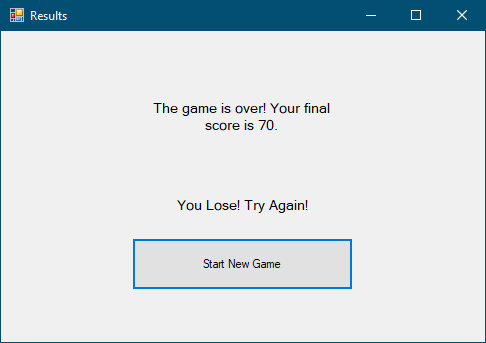 Results
The game is over! Your final
score is 70.
You Lose! Try Again!
Start New Game